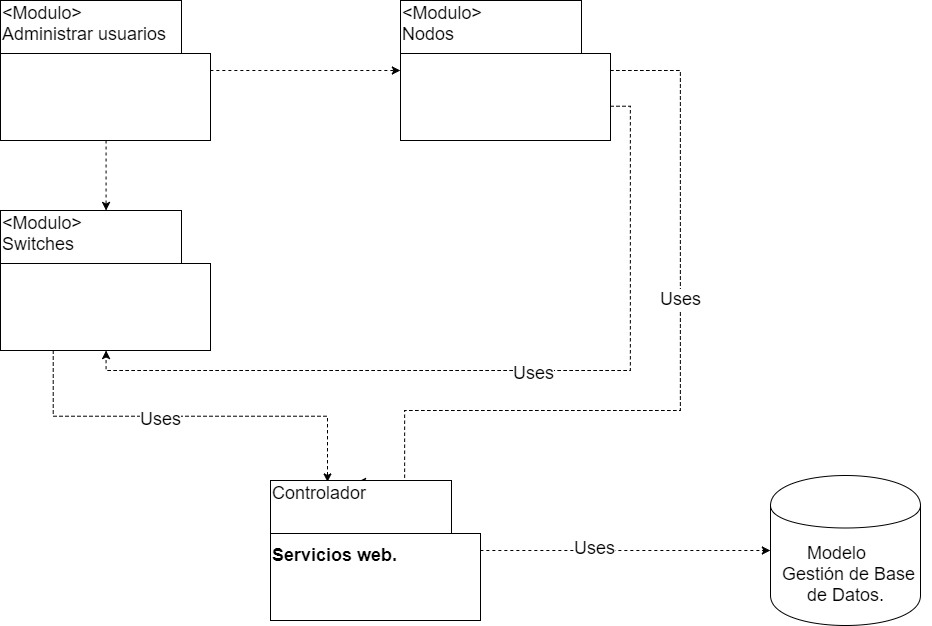 <Modulo>
Administrar usuarios
<Modulo>
Nodos
<Modulo>
Switches
Uses
Uses
Uses
Controlador
Servicios web.
Uses
Modelo
Gestión de Base
de Datos.